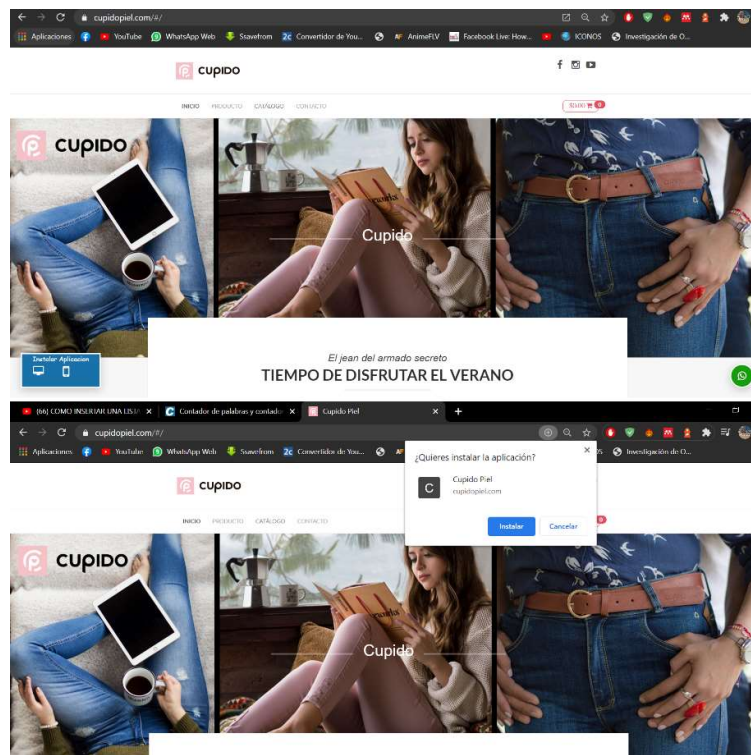 cupidopiel.com/#/
Aplicaciones YouTube WhatsApp Web Ssavefrom Convertidor de You... AnimeFLV Facebook Live: How... ICONOS Investigación de O...
CUPIDO
INICIO PRODUCTO CATÁLOGO CONTACTO
CUPIDO
Cupido
Instalar Aplicacion
El jean del armado secreto
TIEMPO DE DISFRUTAR EL VERANO
(66) COMO INSERTAR UNA LISTA Contador de palabras y contador Cupido Piel
cupidopiel.com/#/
Aplicaciones YouTube WhatsApp Web Ssavefrom Convertidor de You... Investigación de O...
¿Quieres instalar la aplicación?
Cupido Piel
cupidopiel.com
Instalar Cancelar
CUPIDO
INICIO PRODUCTO CATÁLOGO CONTACTO
CUPIDO
Cupido